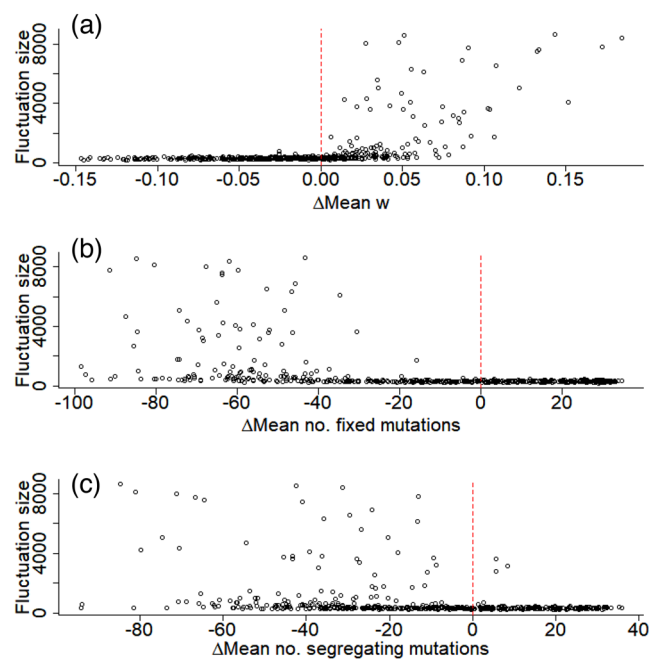 (a)
Fluctuation size
8000
4000
0
-0.15 -0.10 -0.05 0.00 0.05 0.10 0.15
ΔMean w
(b)
Fluctuation size
8000
4000
0
-100 -80 -60 -40 -20 0 20
ΔMean no. fixed mutations
(c)
Fluctuation size
8000
4000
0
-80 -60 -40 -20 0 20 40
ΔMean no. segregating mutations